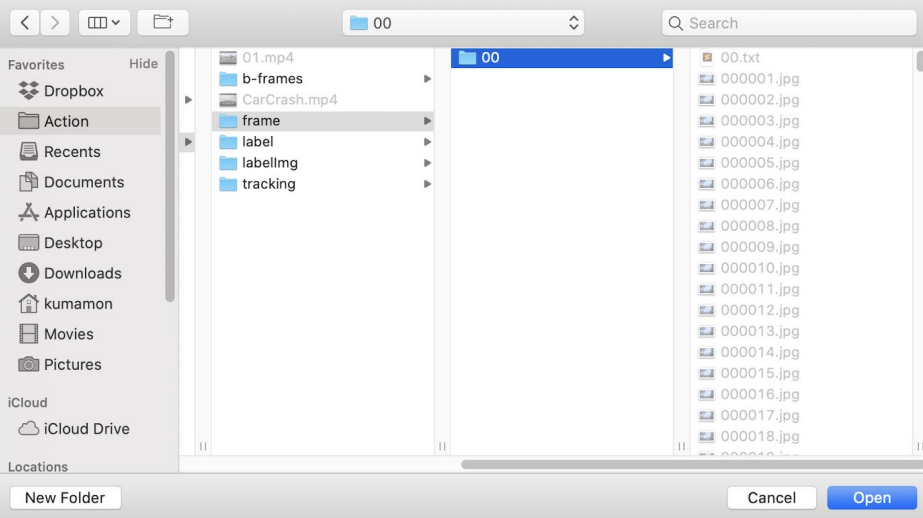 00
Search
Favorites
Hide
Dropbox
Action
Recents
Documents
Applications
Desktop
Downloads
kumamon
Movies
Pictures
iCloud
iCloud Drive
Locations
01.mp4
b-frames
CarCrash.mp4
frame
label
labelImg
tracking
00
00.txt
000001.jpg
000002.jpg
000003.jpg
000004.jpg
000005.jpg
000006.jpg
000007.jpg
000008.jpg
000009.jpg
000010.jpg
000011.jpg
000012.jpg
000013.jpg
000014.jpg
000015.jpg
000016.jpg
000017.jpg
000018.jpg
New Folder
Cancel
Open